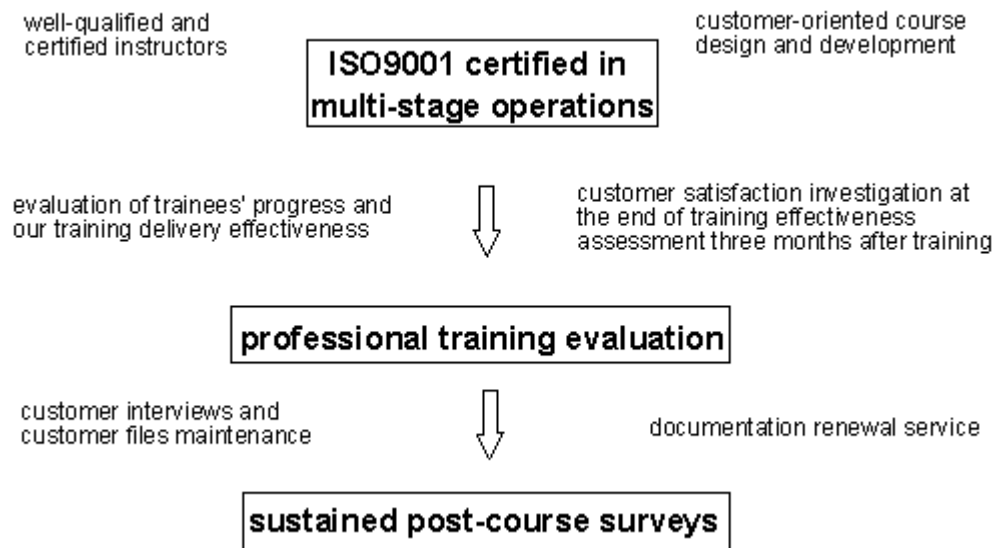 well-qualified and
certified instructors
customer-oriented course
design and development
ISO9001 certified in
multi-stage operations
evaluation of trainees' progress and
our training delivery effectiveness
customer satisfaction investigation at
the end of training effectiveness
assessment three months after training
professional training evaluation
customer interviews and
customer files maintenance
documentation renewal service
sustained post-course surveys